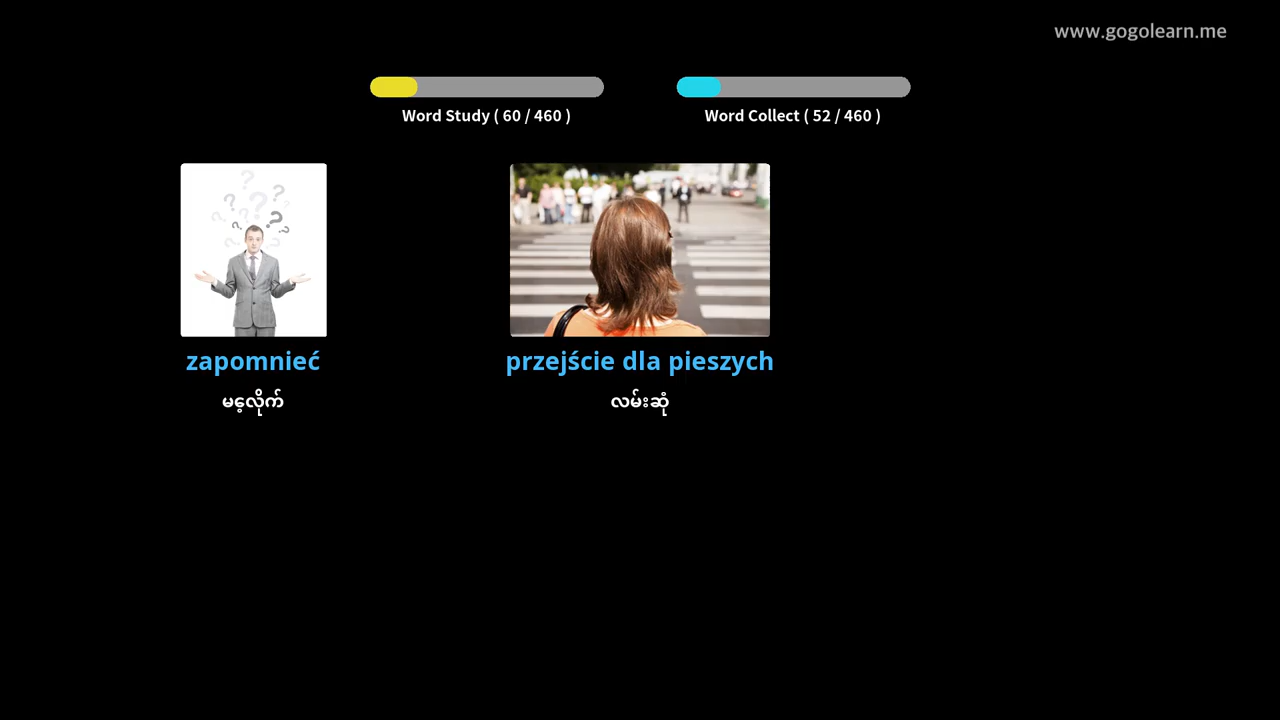 www.gogolearn.me
Word Study ( 60 / 460 )
Word Collect ( 52 / 460 )
zapomnieć
przejście dla pieszych
မငေ့လိုက်
လမ်းဆုံ